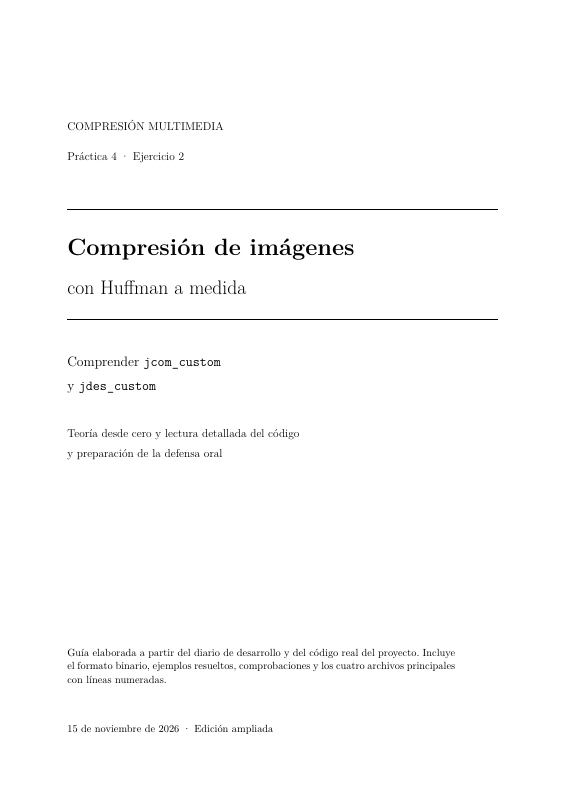 COMPRESIÓN MULTIMEDIA
Práctica 4 · Ejercicio 2
Compresión de imágenes
con Huffman a medida
Comprender jcom_custom
y jdes_custom
Teoría desde cero y lectura detallada del código
y preparación de la defensa oral
Guía elaborada a partir del diario de desarrollo y del código real del proyecto. Incluye
el formato binario, ejemplos resueltos, comprobaciones y los cuatro archivos principales
con líneas numeradas.
15 de noviembre de 2026 · Edición ampliada